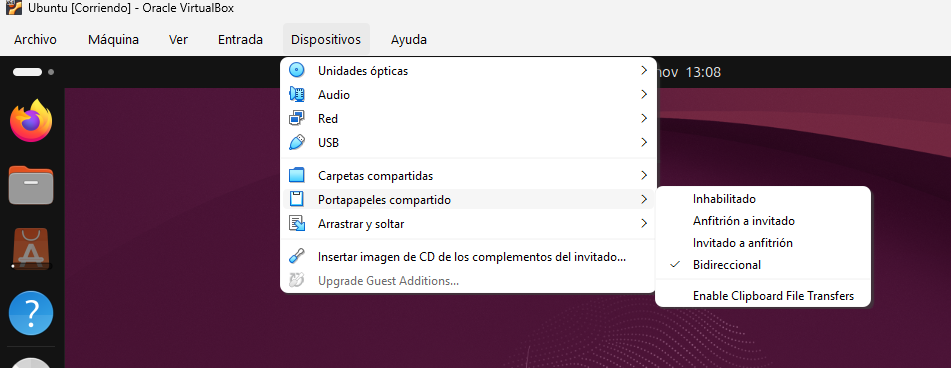 Ubuntu [Corriendo] - Oracle VirtualBox
Archivo Máquina Ver Entrada Dispositivos Ayuda
nov 13:08
Unidades ópticas
Audio
Red
USB
Carpetas compartidas
Portapapeles compartido
Arrastrar y soltar
Insertar imagen de CD de los complementos del invitado...
Upgrade Guest Additions...
Inhabilitado
Anfitrión a invitado
Invitado a anfitrión
Bidireccional
Enable Clipboard File Transfers